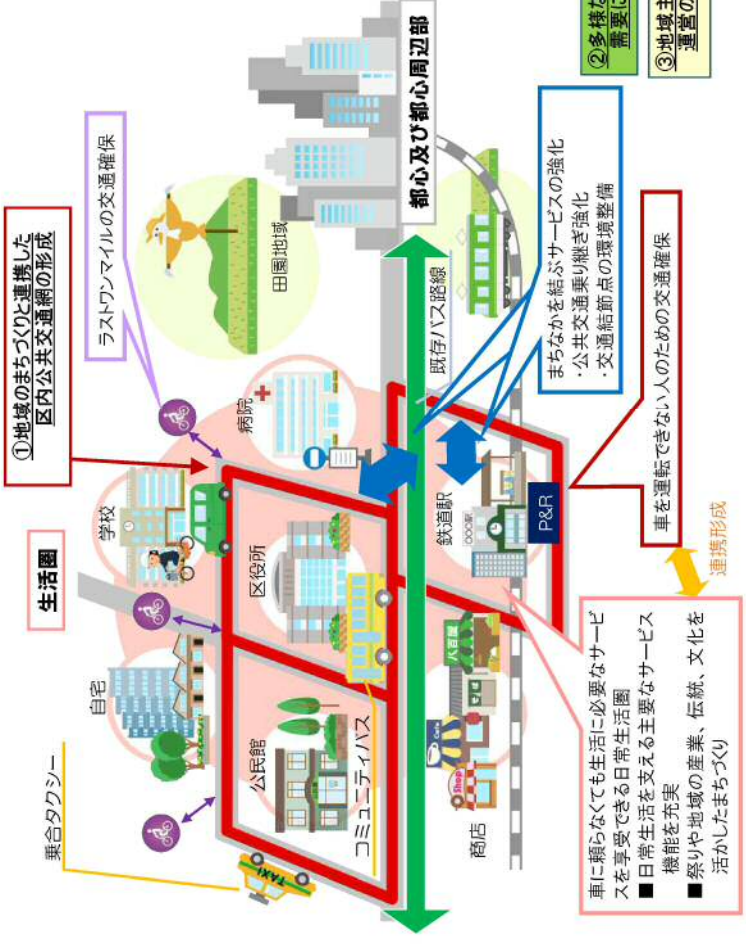 生活圏
①地域のまちづくりと連携した
区内公共交通網の形成
ラストワンマイルの交通確保
乗合タクシー
自宅
学校
病院
田園地域
公民館
区役所
TAXI
コミュニティバス
既存バス路線
都心及び都心周辺部
商店
Shop
Cafe
八百屋
鉄道駅
○○○駅
P&R
まちなかを結ぶサービスの強化
・公共交通乗り継ぎ強化
・交通結節点の環境整備
車を運転できない人のための交通確保
連携形成
車に頼らなくても生活に必要なサービ
スを享受できる日常生活圏
■ 日常生活を支える主要なサービス
機能を充実
■ 祭りや地域の産業、伝統、文化を
活かしたまちづくり
②多様な
需要に
③地域主
運営の